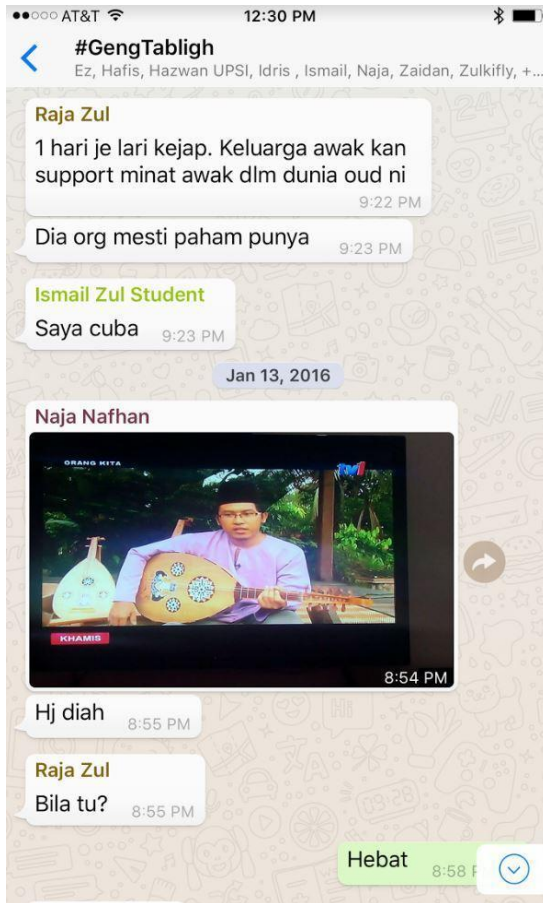 AT&T 12:30 PM
#GengTabligh
Ez, Hafis, Hazwan UPSI, Idris , Ismail, Naja, Zaidan, Zulkifly, +...
Raja Zul
1 hari je lari kejap. Keluarga awak kan
support minat awak dlm dunia oud ni
9:22 PM
Dia org mesti paham punya 9:23 PM
Ismail Zul Student
Saya cuba 9:23 PM
Jan 13, 2016
Naja Nafhan
ORANG KITA
TV1
KHAMIS
8:54 PM
Hj diah 8:55 PM
Raja Zul
Bila tu? 8:55 PM
Hebat 8:58